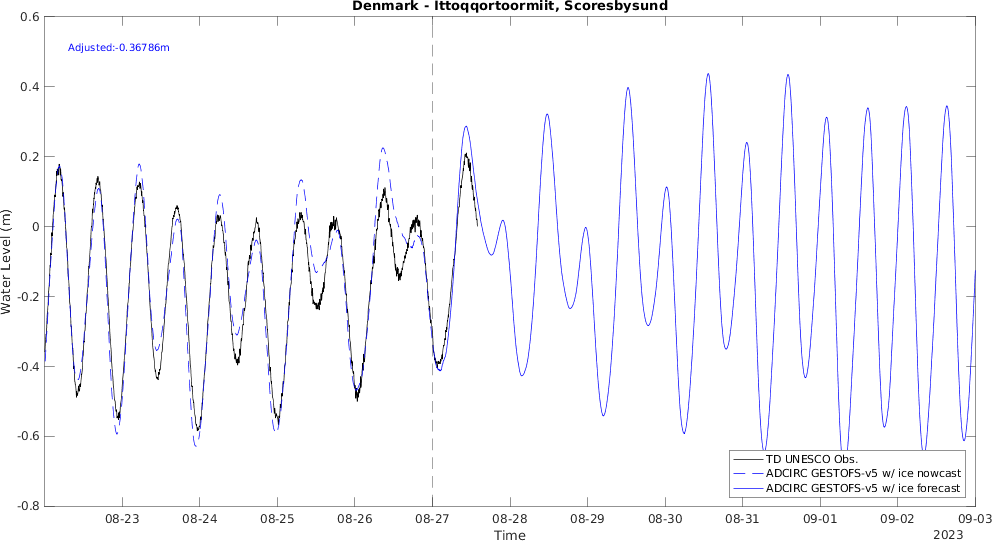 Denmark - Ittoqqortoormiit, Scoresbysund
Adjusted:-0.36786m
0.6
0.4
0.2
0
-0.2
-0.4
-0.6
-0.8
Water Level (m)
TD UNESCO Obs.
ADCIRC GESTOFS-v5 w/ ice nowcast
ADCIRC GESTOFS-v5 w/ ice forecast
08-23 08-24 08-25 08-26 08-27 08-28 08-29 08-30 08-31 09-01 09-02 09-03
Time
2023